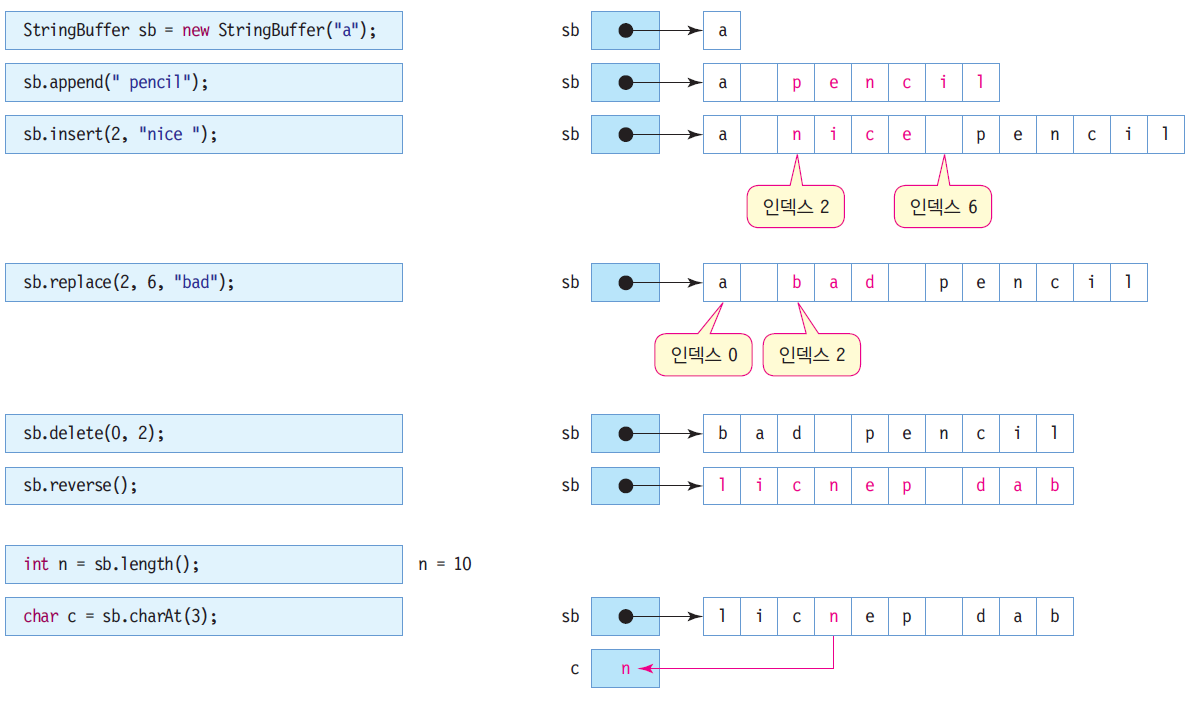 StringBuffer sb = new StringBuffer("a"); sb a
sb.append(" pencil"); sb a p e n c i l
sb.insert(2, "nice "); sb a n i c e p e n c i l
인덱스 2 인덱스 6
sb.replace(2, 6, "bad"); sb a b a d p e n c i l
인덱스 0 인덱스 2
sb.delete(0, 2); sb b a d p e n c i l
sb.reverse(); sb l i c n e p d a b
int n = sb.length(); n = 10
char c = sb.charAt(3); sb l i c n e p d a b
c n